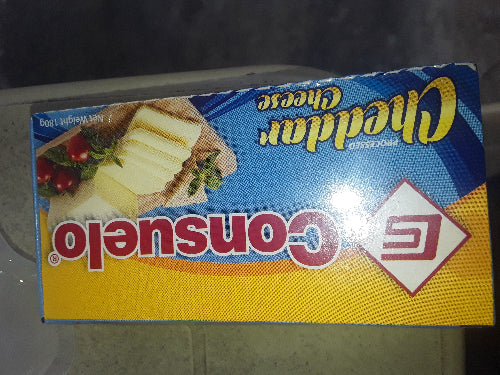 Consuelo®
PROCESSED
Cheddar
Cheese
Net Weight 180g